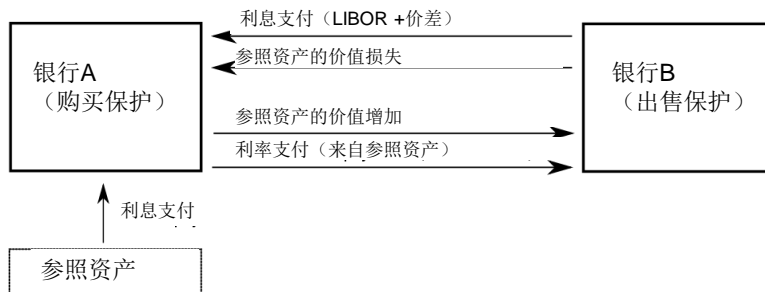 利息支付（LIBOR +价差）
参照资产的价值损失
银行A
（购买保护）
银行B
（出售保护）
参照资产的价值增加
利率支付（来自参照资产）
利息支付
参照资产